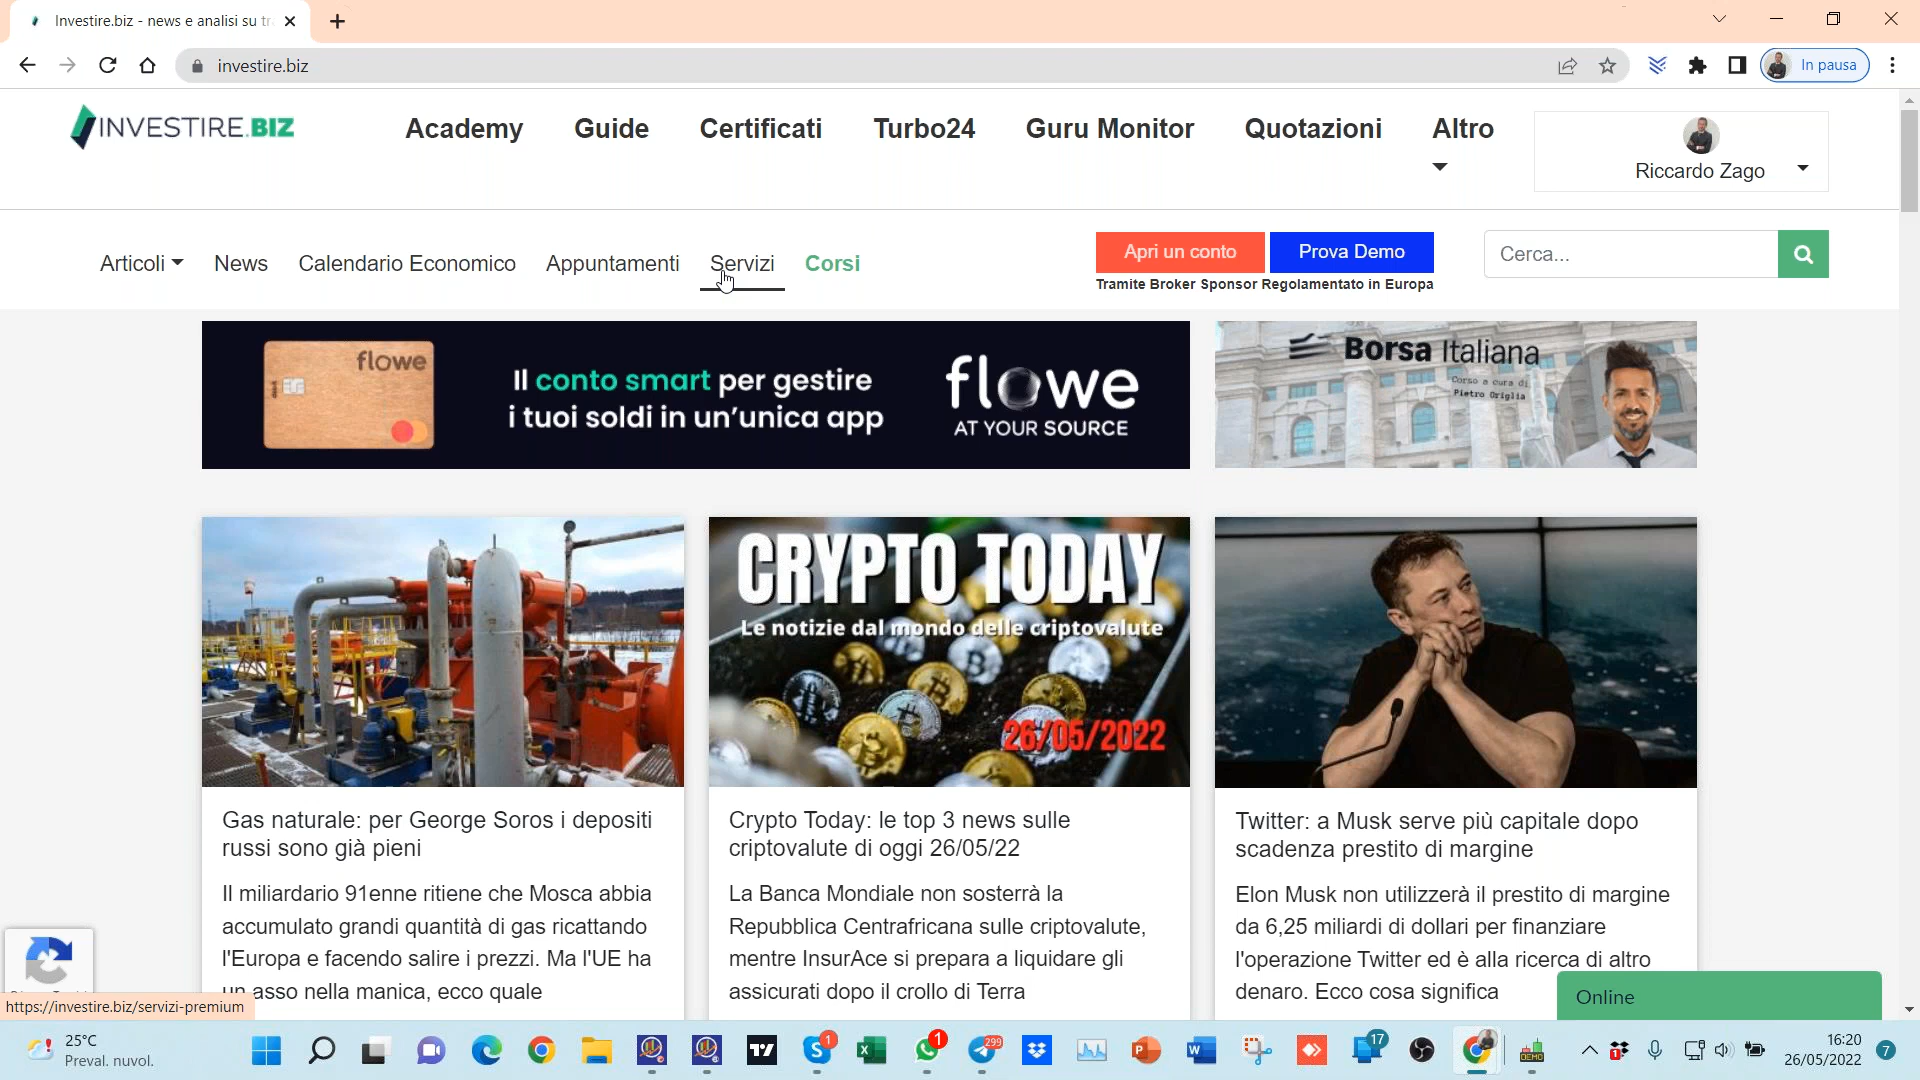 Investire.biz - news e analisi su tr
investire.biz
In pausa
INVESTIRE.BIZ
Academy
Guide
Certificati
Turbo24
Guru Monitor
Quotazioni
Altro
Riccardo Zago
Articoli
News
Calendario Economico
Appuntamenti
Servizi
Corsi
Apri un conto
Prova Demo
Tramite Broker Sponsor Regolamentato in Europa
Cerca...
flowe
Il conto smart per gestire
i tuoi soldi in un'unica app
flowe
AT YOUR SOURCE
Borsa Italiana
Corso a cura di
Pietro Origlia
CRYPTO TODAY
Le notizie dal mondo delle criptovalute
26/05/2022
Gas naturale: per George Soros i depositi
russi sono già pieni
Il miliardario 91enne ritiene che Mosca abbia
accumulato grandi quantità di gas ricattando
l'Europa e facendo salire i prezzi. Ma l'UE ha
un asso nella manica, ecco quale
Crypto Today: le top 3 news sulle
criptovalute di oggi 26/05/22
La Banca Mondiale non sosterrà la
Repubblica Centrafricana sulle criptovalute,
mentre InsurAce si prepara a liquidare gli
assicurati dopo il crollo di Terra
Twitter: a Musk serve più capitale dopo
scadenza prestito di margine
Elon Musk non utilizzerà il prestito di margine
da 6,25 miliardi di dollari per finanziare
l'operazione Twitter ed è alla ricerca di altro
denaro. Ecco cosa significa
Online
https://investire.biz/servizi-premium
25°C
Preval. nuvol.
1
1
299
17
DEMO
1
16:20
26/05/2022
7